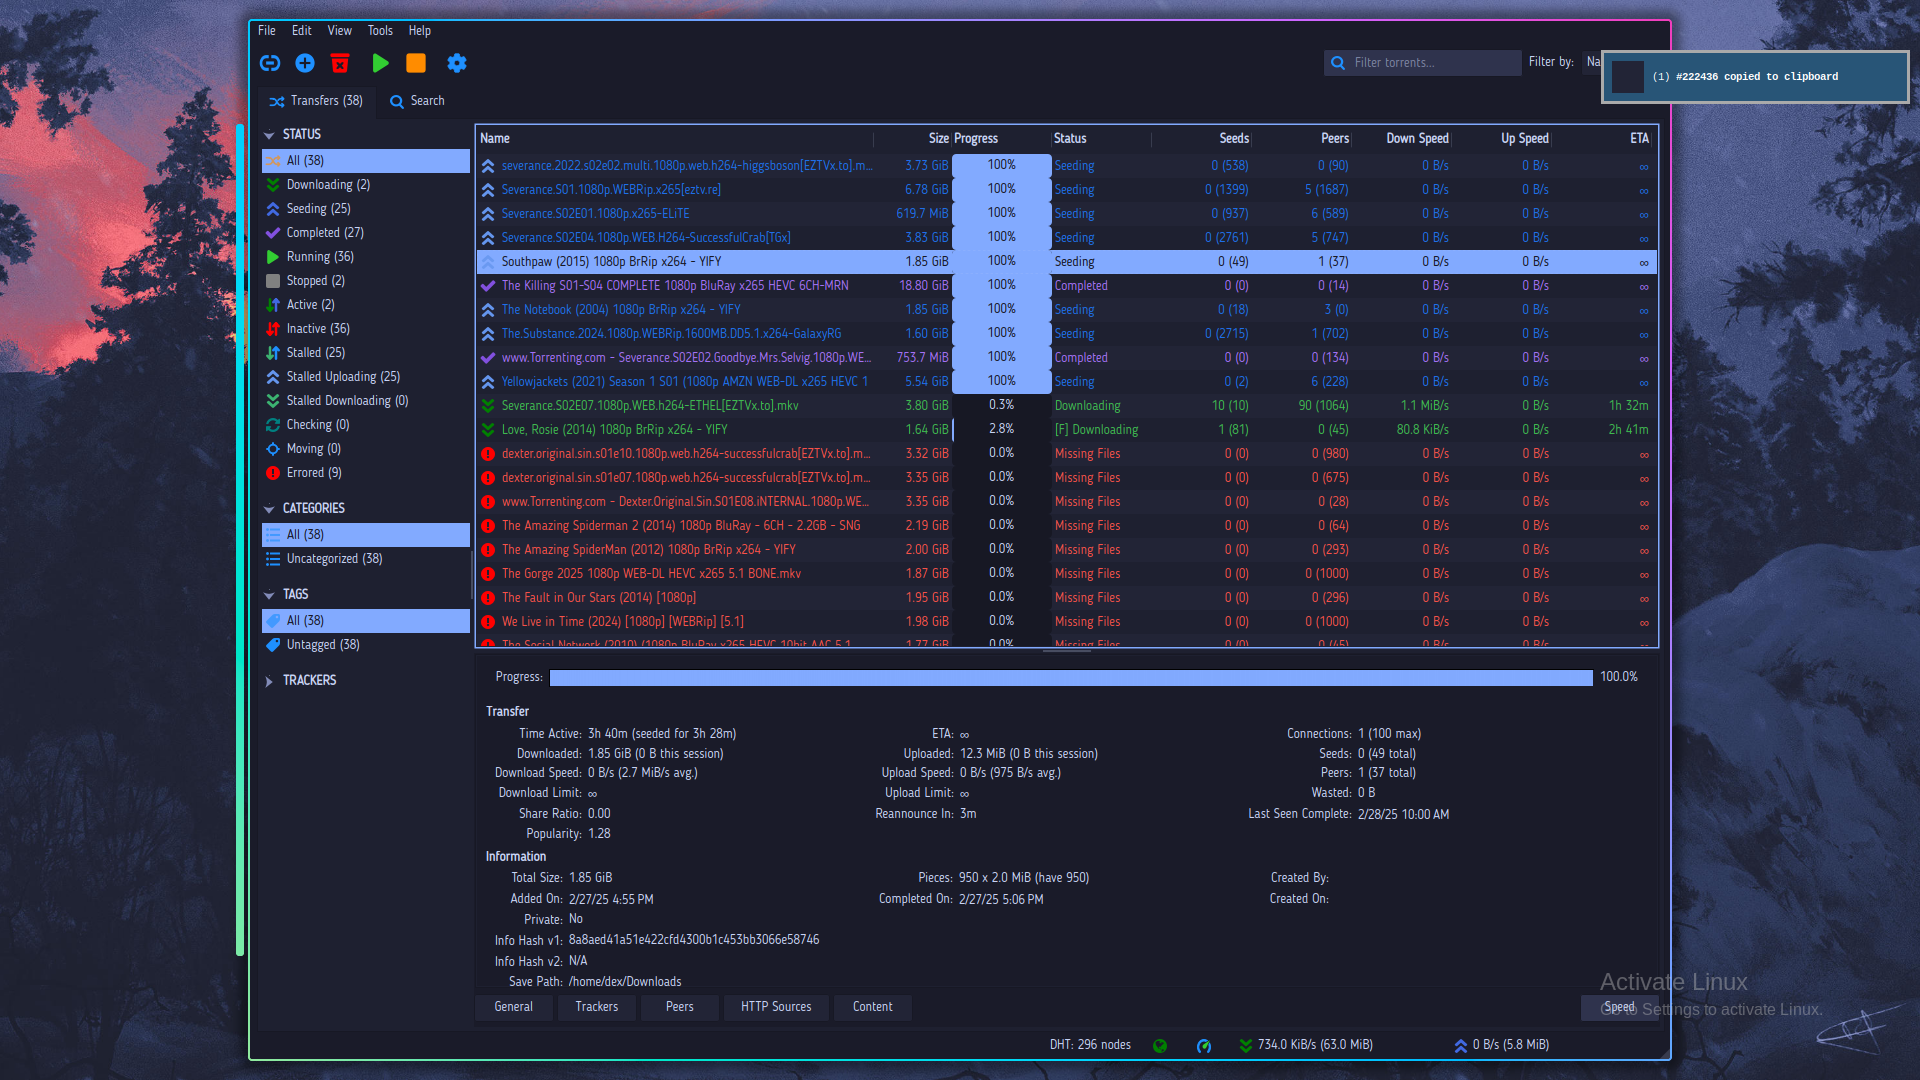 File Edit View Tools Help
Filter torrents...
Filter by: Na
(1) #222436 copied to clipboard
Transfers (38) Search
STATUS
All (38)
Downloading (2)
Seeding (25)
Completed (27)
Running (36)
Stopped (2)
Active (2)
Inactive (36)
Stalled (25)
Stalled Uploading (25)
Stalled Downloading (0)
Checking (0)
Moving (0)
Errored (9)
CATEGORIES
All (38)
Uncategorized (38)
TAGS
All (38)
Untagged (38)
TRACKERS
Name Size Progress Status Seeds Peers Down Speed Up Speed ETA
severance.2022.s02e02.multi.1080p.web.h264-higgsboson[EZTVx.to].m... 3.73 GiB 100% Seeding 0 (538) 0 (90) 0 B/s 0 B/s ∞
Severance.S01.1080p.WEBRip.x265[eztv.re] 6.78 GiB 100% Seeding 0 (1399) 5 (1687) 0 B/s 0 B/s ∞
Severance.S02E01.1080p.x265-ELiTE 619.7 MiB 100% Seeding 0 (937) 6 (589) 0 B/s 0 B/s ∞
Severance.S02E04.1080p.WEB.H264-SuccessfulCrab[TGx] 3.83 GiB 100% Seeding 0 (2761) 5 (747) 0 B/s 0 B/s ∞
Southpaw (2015) 1080p BrRip x264 - YIFY 1.85 GiB 100% Seeding 0 (49) 1 (37) 0 B/s 0 B/s ∞
The Killing S01-S04 COMPLETE 1080p BluRay x265 HEVC 6CH-MRN 18.80 GiB 100% Completed 0 (0) 0 (14) 0 B/s 0 B/s ∞
The Notebook (2004) 1080p BrRip x264 - YIFY 1.85 GiB 100% Seeding 0 (18) 3 (0) 0 B/s 0 B/s ∞
The.Substance.2024.1080p.WEBRip.1600MB.DD5.1.x264-GalaxyRG 1.60 GiB 100% Seeding 0 (2715) 1 (702) 0 B/s 0 B/s ∞
www.Torrenting.com - Severance.S02E02.Goodbye.Mrs.Selvig.1080p.WE... 753.7 MiB 100% Completed 0 (0) 0 (134) 0 B/s 0 B/s ∞
Yellowjackets (2021) Season 1 S01 (1080p AMZN WEB-DL x265 HEVC 1 5.54 GiB 100% Seeding 0 (2) 6 (228) 0 B/s 0 B/s ∞
Severance.S02E07.1080p.WEB.h264-ETHEL[EZTVx.to].mkv 3.80 GiB 0.3% Downloading 10 (10) 90 (1064) 1.1 MiB/s 0 B/s 1h 32m
Love, Rosie (2014) 1080p BrRip x264 - YIFY 1.64 GiB 2.8% [F] Downloading 1 (81) 0 (45) 80.8 KiB/s 0 B/s 2h 41m
dexter.original.sin.s01e10.1080p.web.h264-successfulcrab[EZTVx.to].m... 3.32 GiB 0.0% Missing Files 0 (0) 0 (980) 0 B/s 0 B/s ∞
dexter.original.sin.s01e07.1080p.web.h264-successfulcrab[EZTVx.to].m... 3.35 GiB 0.0% Missing Files 0 (0) 0 (675) 0 B/s 0 B/s ∞
www.Torrenting.com - Dexter.Original.Sin.S01E08.iNTERNAL.1080p.WE... 3.35 GiB 0.0% Missing Files 0 (0) 0 (28) 0 B/s 0 B/s ∞
The Amazing Spiderman 2 (2014) 1080p BluRay - 6CH - 2.2GB - SNG 2.19 GiB 0.0% Missing Files 0 (0) 0 (64) 0 B/s 0 B/s ∞
The Amazing SpiderMan (2012) 1080p BrRip x264 - YIFY 2.00 GiB 0.0% Missing Files 0 (0) 0 (293) 0 B/s 0 B/s ∞
The Gorge 2025 1080p WEB-DL HEVC x265 5.1 BONE.mkv 1.87 GiB 0.0% Missing Files 0 (0) 0 (1000) 0 B/s 0 B/s ∞
The Fault in Our Stars (2014) [1080p] 1.95 GiB 0.0% Missing Files 0 (0) 0 (296) 0 B/s 0 B/s ∞
We Live in Time (2024) [1080p] [WEBRip] [5.1] 1.98 GiB 0.0% Missing Files 0 (0) 0 (1000) 0 B/s 0 B/s ∞
The Social Network (2010) (1080p BluRay x265 HEVC 10bit AAC 5.1 1.77 GiB 0.0% Missing Files 0 (0) 0 (45) 0 B/s 0 B/s
Progress: 100.0%
Transfer
Time Active: 3h 40m (seeded for 3h 28m) ETA: ∞ Connections: 1 (100 max)
Downloaded: 1.85 GiB (0 B this session) Uploaded: 12.3 MiB (0 B this session) Seeds: 0 (49 total)
Download Speed: 0 B/s (2.7 MiB/s avg.) Upload Speed: 0 B/s (975 B/s avg.) Peers: 1 (37 total)
Download Limit: ∞ Upload Limit: ∞ Wasted: 0 B
Share Ratio: 0.00 Reannounce In: 3m Last Seen Complete: 2/28/25 10:00 AM
Popularity: 1.28
Information
Total Size: 1.85 GiB Pieces: 950 x 2.0 MiB (have 950) Created By:
Added On: 2/27/25 4:55 PM Completed On: 2/27/25 5:06 PM Created On:
Private: No
Info Hash v1: 8a8aed41a51e422cfd4300b1c453bb3066e58746
Info Hash v2: N/A
Save Path: /home/dex/Downloads
General Trackers Peers HTTP Sources Content Speed
Activate Linux
Go to Settings to activate Linux.
DHT: 296 nodes 734.0 KiB/s (63.0 MiB) 0 B/s (5.8 MiB)